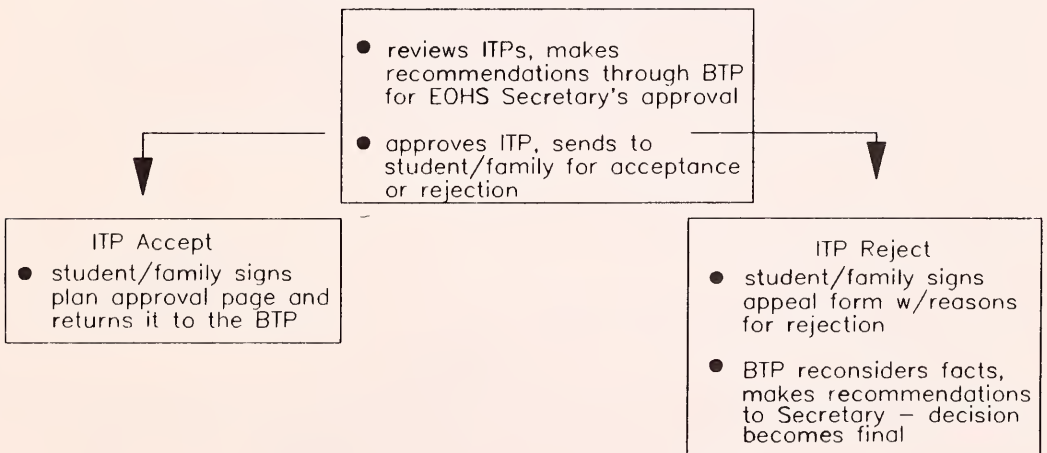 ● reviews ITPs, makes
recommendations through BTP
for EOHS Secretary's approval
● approves ITP, sends to
student/family for acceptance
or rejection
ITP Accept
● student/family signs
plan approval page and
returns it to the BTP
ITP Reject
● student/family signs
appeal form w/reasons
for rejection
● BTP reconsiders facts,
makes recommendations
to Secretary – decision
becomes final